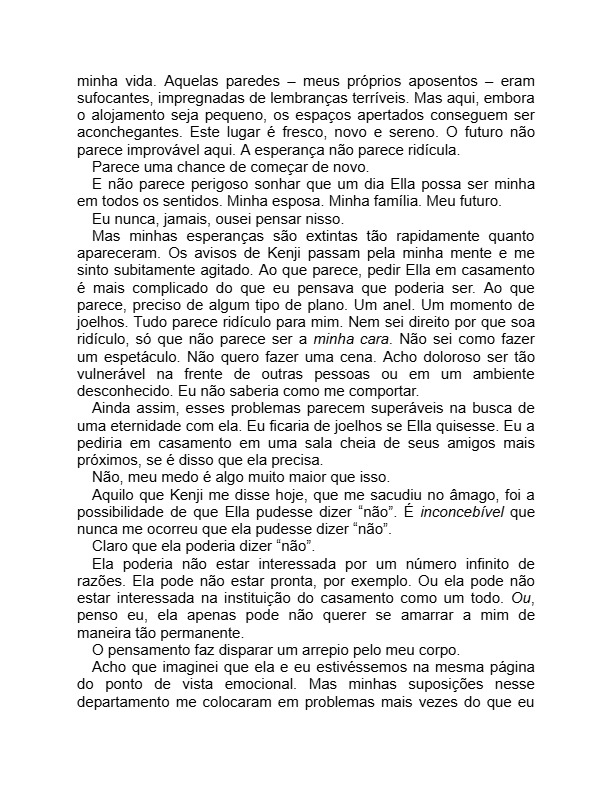 minha vida. Aquelas paredes – meus próprios aposentos – eram
sufocantes, impregnadas de lembranças terríveis. Mas aqui, embora
o alojamento seja pequeno, os espaços apertados conseguem ser
aconchegantes. Este lugar é fresco, novo e sereno. O futuro não
parece improvável aqui. A esperança não parece ridícula.
Parece uma chance de começar de novo.
E não parece perigoso sonhar que um dia Ella possa ser minha
em todos os sentidos. Minha esposa. Minha família. Meu futuro.
Eu nunca, jamais, ousei pensar nisso.
Mas minhas esperanças são extintas tão rapidamente quanto
apareceram. Os avisos de Kenji passam pela minha mente e me
sinto subitamente agitado. Ao que parece, pedir Ella em casamento
é mais complicado do que eu pensava que poderia ser. Ao que
parece, preciso de algum tipo de plano. Um anel. Um momento de
joelhos. Tudo parece ridículo para mim. Nem sei direito por que soa
ridículo, só que não parece ser a minha cara. Não sei como fazer
um espetáculo. Não quero fazer uma cena. Acho doloroso ser tão
vulnerável na frente de outras pessoas ou em um ambiente
desconhecido. Eu não saberia como me comportar.
Ainda assim, esses problemas parecem superáveis na busca de
uma eternidade com ela. Eu ficaria de joelhos se Ella quisesse. Eu a
pediria em casamento em uma sala cheia de seus amigos mais
próximos, se é disso que ela precisa.
Não, meu medo é algo muito maior que isso.
Aquilo que Kenji me disse hoje, que me sacudiu no âmago, foi a
possibilidade de que Ella pudesse dizer “não”. É inconcebível que
nunca me ocorreu que ela pudesse dizer “não”.
Claro que ela poderia dizer “não”.
Ela poderia não estar interessada por um número infinito de
razões. Ela pode não estar pronta, por exemplo. Ou ela pode não
estar interessada na instituição do casamento como um todo. Ou,
penso eu, ela apenas pode não querer se amarrar a mim de
maneira tão permanente.
O pensamento faz disparar um arrepio pelo meu corpo.
Acho que imaginei que ela e eu estivéssemos na mesma página
do ponto de vista emocional. Mas minhas suposições nesse
departamento me colocaram em problemas mais vezes do que eu